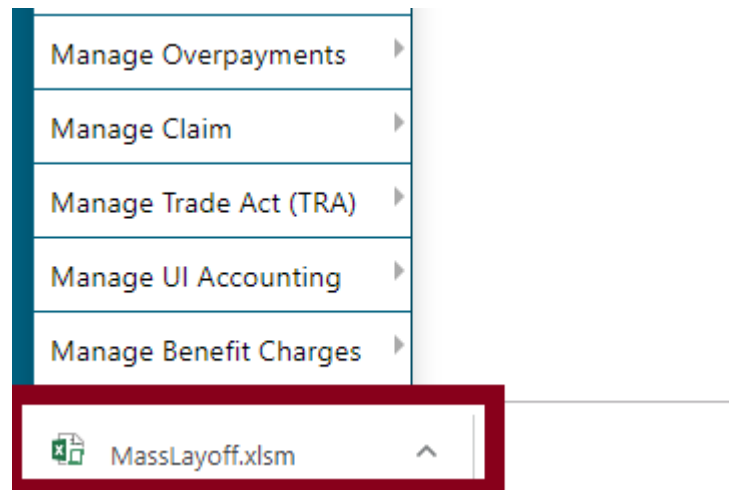 Manage Overpayments
Manage Claim
Manage Trade Act (TRA)
Manage UI Accounting
Manage Benefit Charges
MassLayoff.xlsm